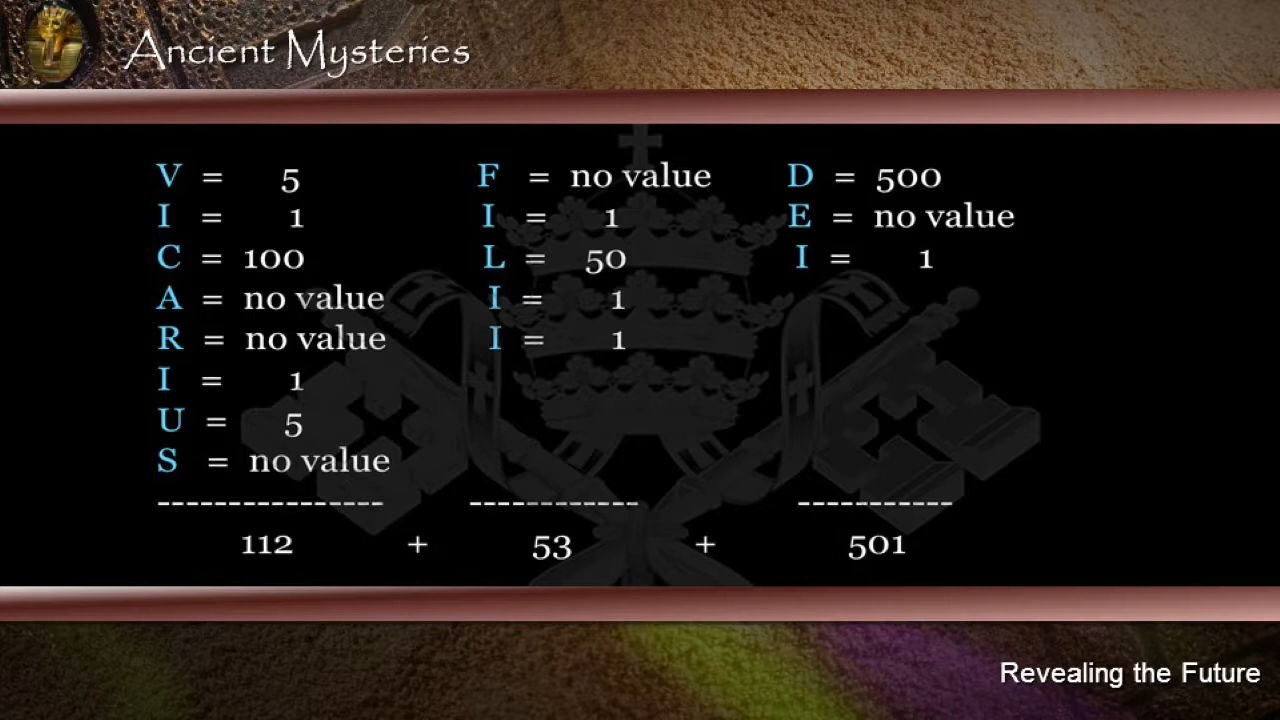 Ancient Mysteries
V = 5 F = no value D = 500
I = 1 I = 1 E = no value
C = 100 L = 50 I = 1
A = no value I = 1
R = no value I = 1
I = 1
U = 5
S = no value
--------------- ----------- -----------
112 + 53 + 501
Revealing the Future